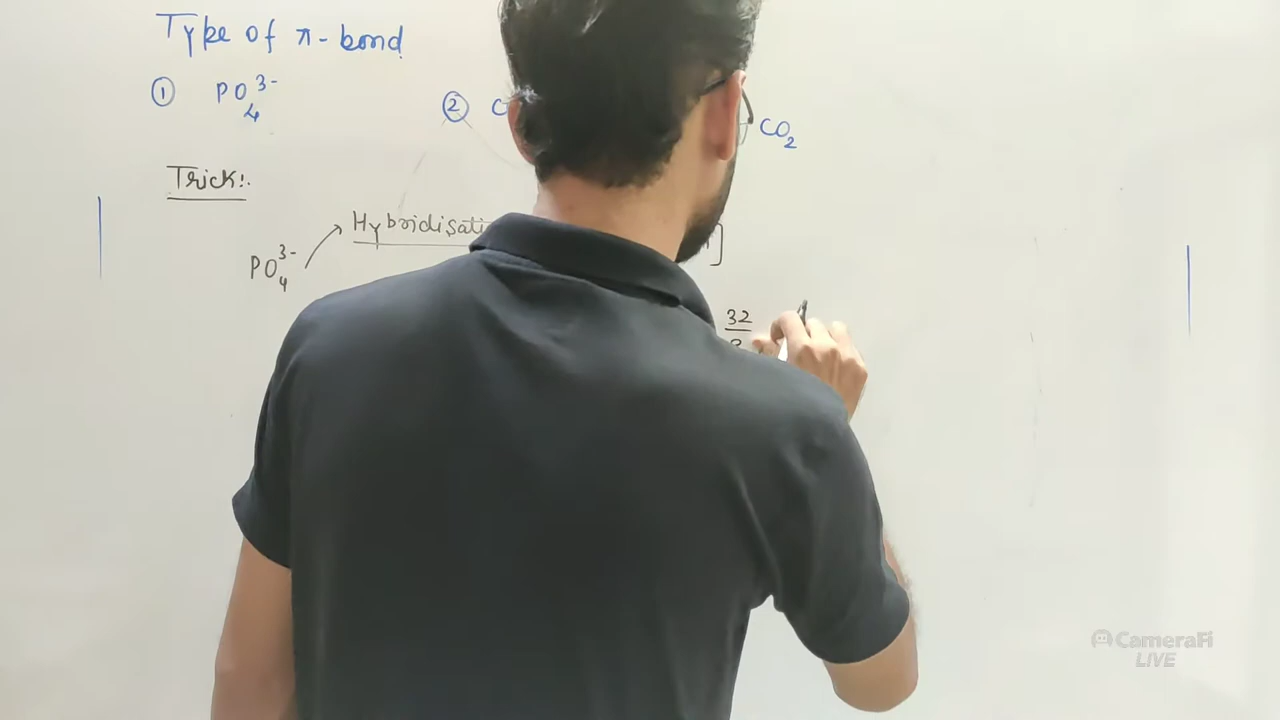 Type of π-bond
① PO₄³⁻ ② C CO₂
Trick:.
PO₄³⁻ Hybridisati ]
32
CameraFi
LIVE